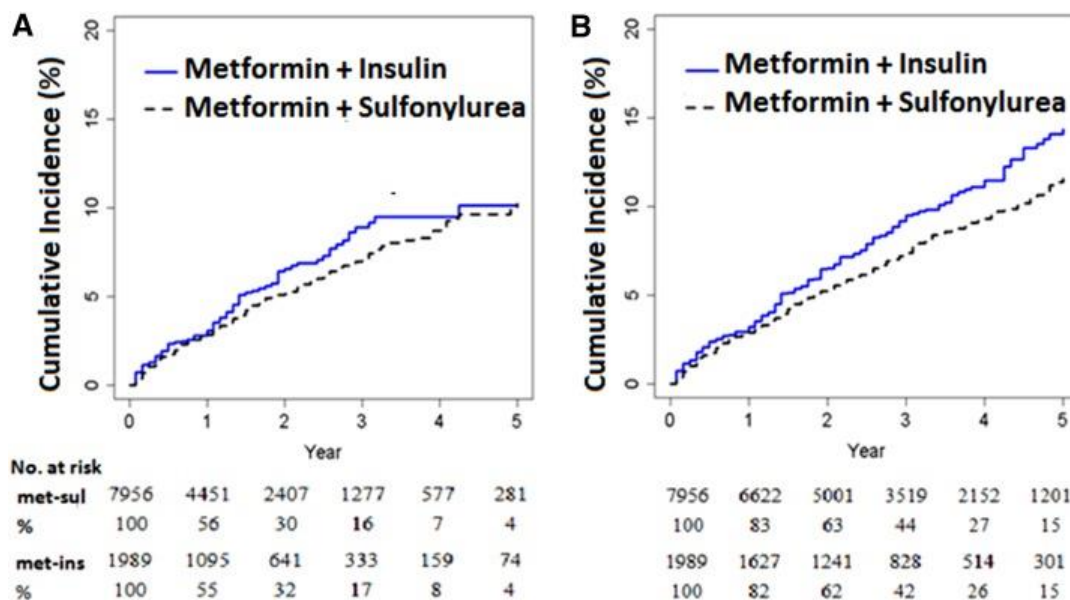 A
Cumulative Incidence (%)
20
15
10
5
0
Metformin + Insulin
Metformin + Sulfonylurea
0 1 2 3 4 5
Year
B
Cumulative Incidence (%)
20
15
10
5
0
Metformin + Insulin
Metformin + Sulfonylurea
0 1 2 3 4 5
Year
No. at risk
met-sul 7956 4451 2407 1277 577 281
% 100 56 30 16 7 4
met-ins 1989 1095 641 333 159 74
% 100 55 32 17 8 4
7956 6622 5001 3519 2152 1201
100 83 63 44 27 15
1989 1627 1241 828 514 301
100 82 62 42 26 15